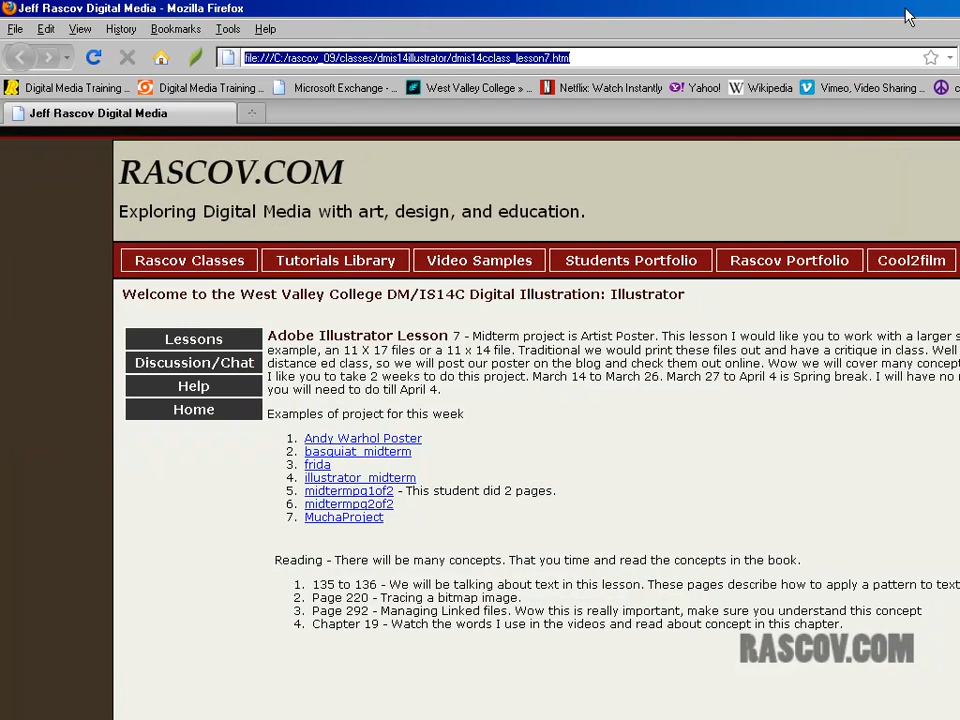 Jeff Rascov Digital Media - Mozilla Firefox
File Edit View History Bookmarks Tools Help
file:///C:/rascov_09/classes/dmis14illustrator/dmis14cclass_lesson7.htm
Digital Media Training ... Digital Media Training ... Microsoft Exchange - ... West Valley College » ... Netflix: Watch Instantly Yahoo! Wikipedia Vimeo, Video Sharing ...
Jeff Rascov Digital Media
RASCOV.COM
Exploring Digital Media with art, design, and education.
Rascov Classes Tutorials Library Video Samples Students Portfolio Rascov Portfolio Cool2film
Welcome to the West Valley College DM/IS14C Digital Illustration: Illustrator
Lessons
Discussion/Chat
Help
Home
Adobe Illustrator Lesson 7 - Midterm project is Artist Poster. This lesson I would like you to work with a larger s
example, an 11 X 17 files or a 11 x 14 file. Traditional we would print these files out and have a critique in class. Well
distance ed class, so we will post our poster on the blog and check them out online. Wow we will cover many concep
I like you to take 2 weeks to do this project. March 14 to March 26. March 27 to April 4 is Spring break. I will have no
you will need to do till April 4.
Examples of project for this week
1. Andy Warhol Poster
2. basquiat_midterm
3. frida
4. illustrator_midterm
5. midtermpg1of2 - This student did 2 pages.
6. midtermpg2of2
7. MuchaProject
Reading - There will be many concepts. That you time and read the concepts in the book.
1. 135 to 136 - We will be talking about text in this lesson. These pages describe how to apply a pattern to text
2. Page 220 - Tracing a bitmap image.
3. Page 292 - Managing Linked files. Wow this is really important, make sure you understand this concept
4. Chapter 19 - Watch the words I use in the videos and read about concept in this chapter.
RASCOV.COM